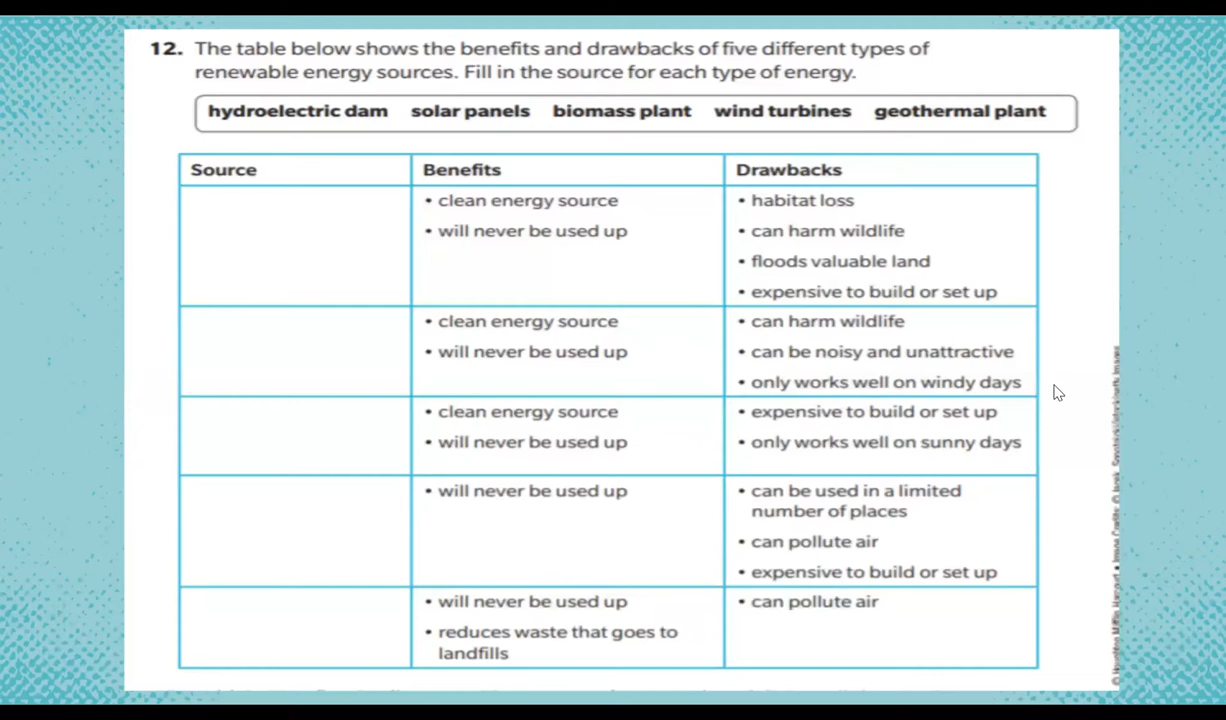 12. The table below shows the benefits and drawbacks of five different types of
renewable energy sources. Fill in the source for each type of energy.
hydroelectric dam solar panels biomass plant wind turbines geothermal plant
Source Benefits Drawbacks
• clean energy source
• will never be used up
• habitat loss
• can harm wildlife
• floods valuable land
• expensive to build or set up
• clean energy source
• will never be used up
• can harm wildlife
• can be noisy and unattractive
• only works well on windy days
• clean energy source
• will never be used up
• expensive to build or set up
• only works well on sunny days
• will never be used up
• can be used in a limited
number of places
• can pollute air
• expensive to build or set up
• will never be used up
• reduces waste that goes to
landfills
• can pollute air
© Houghton Mifflin Harcourt • Image Credits: ©